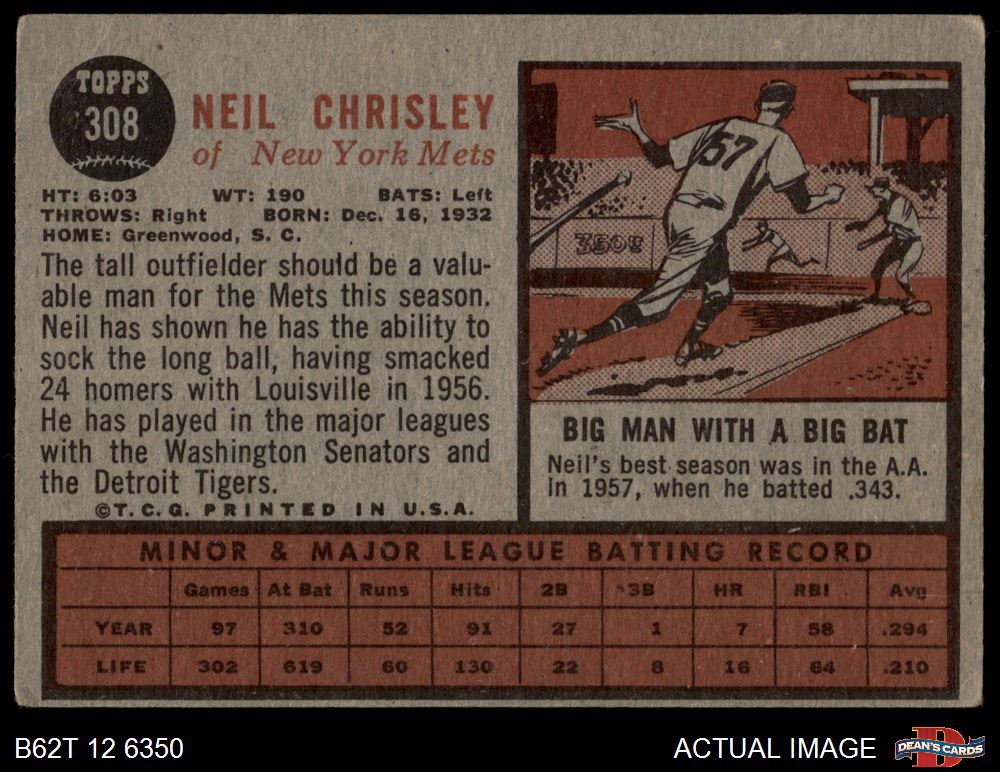 TOPPS
308
NEIL CHRISLEY
of New York Mets
HT: 6:03 WT: 190 BATS: Left
THROWS: Right BORN: Dec. 16, 1932
HOME: Greenwood, S. C.
The tall outfielder should be a valu-
able man for the Mets this season.
Neil has shown he has the ability to
sock the long ball, having smacked
24 homers with Louisville in 1956.
He has played in the major leagues
with the Washington Senators and
the Detroit Tigers.
©T.C.G. PRINTED IN U.S.A.
57
350F
BIG MAN WITH A BIG BAT
Neil's best season was in the A.A.
in 1957, when he batted .343.
MINOR & MAJOR LEAGUE BATTING RECORD
Games At Bat Runs Hits 2B 3B HR RBI Avg
YEAR 97 310 52 91 27 1 7 58 .294
LIFE 302 619 60 130 22 8 16 64 .210
B62T 12 6350
ACTUAL IMAGE
D
DEAN'S CARDS